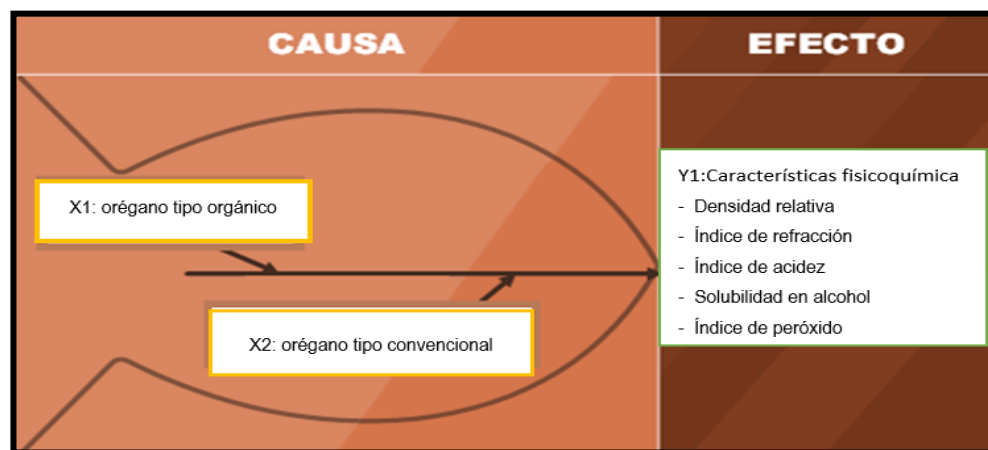 CAUSA
EFECTO
X1: orégano tipo orgánico
X2: orégano tipo convencional
Y1:Características fisicoquímica
- Densidad relativa
- Índice de refracción
- Índice de acidez
- Solubilidad en alcohol
- Índice de peróxido